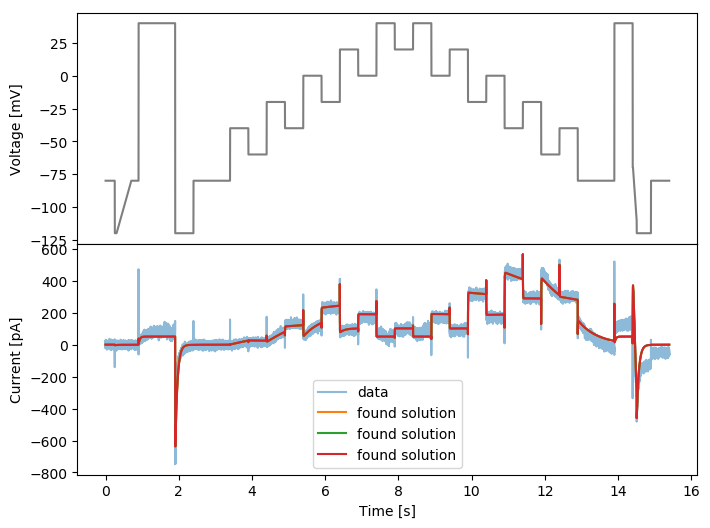 25
0
−25
−50
−75
−100
−125
Voltage [mV]
600
400
200
0
−200
−400
−600
−800
Current [pA]
data
found solution
found solution
found solution
0 2 4 6 8 10 12 14 16
Time [s]